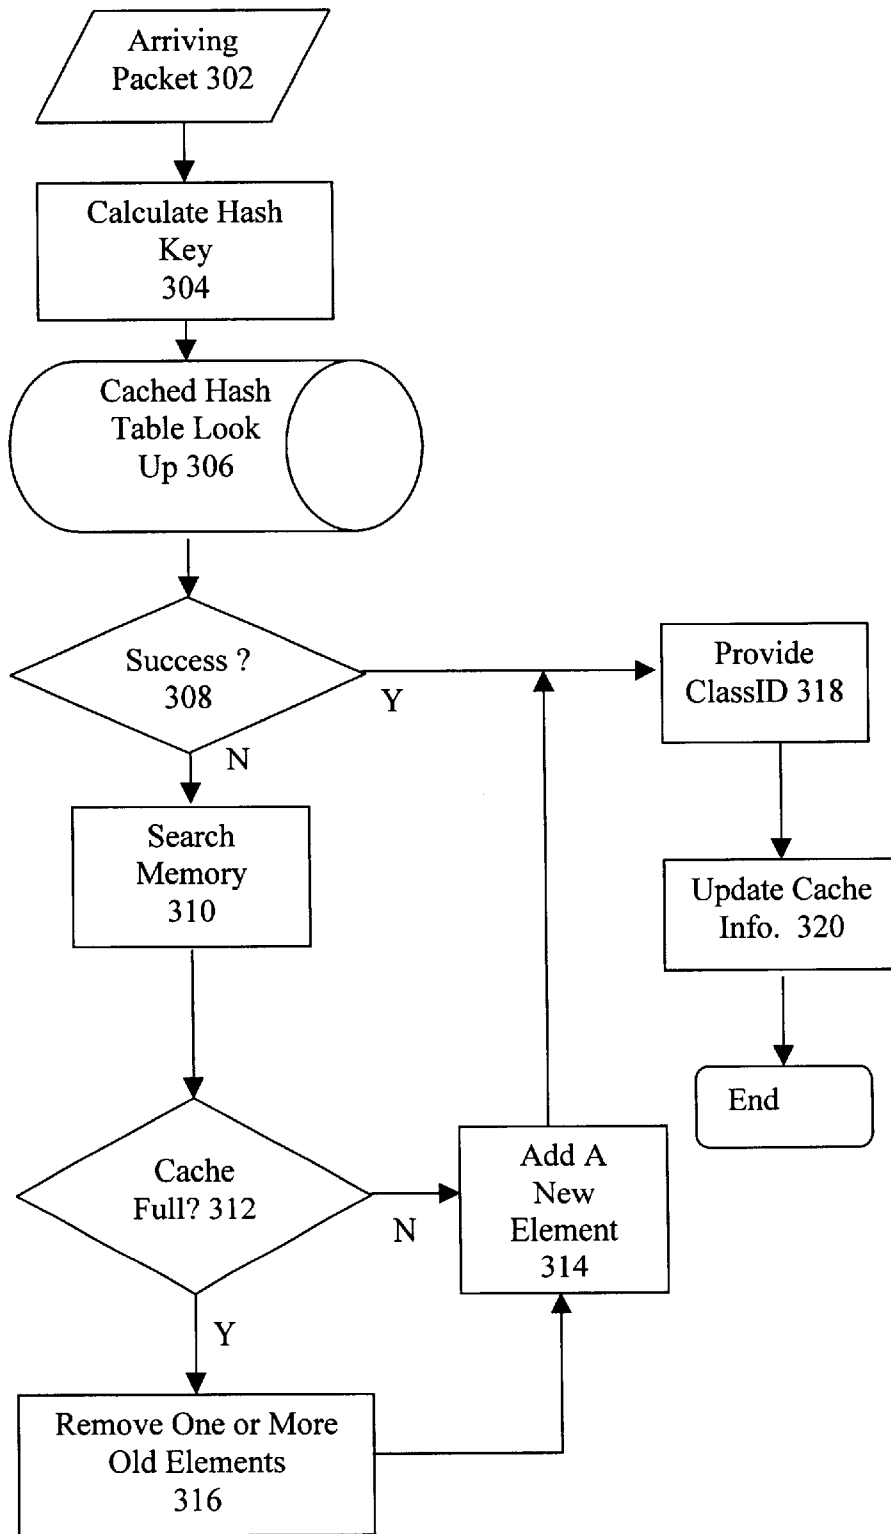 Arriving
Packet 302
Calculate Hash
Key
304
Cached Hash
Table Look
Up 306
Success ?
308
Y
N
Provide
ClassID 318
Search
Memory
310
Update Cache
Info. 320
End
Cache
Full? 312
N
Y
Add A
New
Element
314
Remove One or More
Old Elements
316